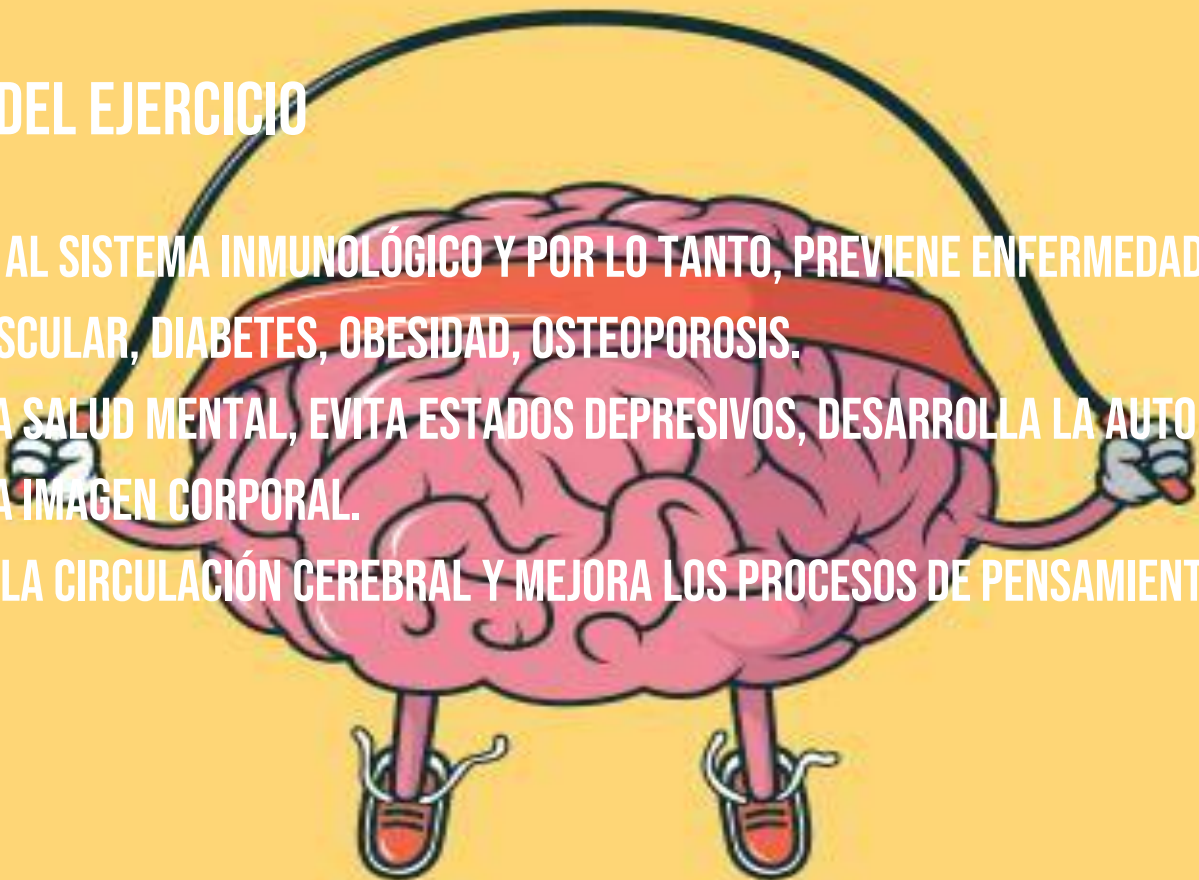 DEL EJERCICIO
AL SISTEMA INMUNOLÓGICO Y POR LO TANTO, PREVIENE ENFERMEDAD
SCULAR, DIABETES, OBESIDAD, OSTEOPOROSIS.
A SALUD MENTAL, EVITA ESTADOS DEPRESIVOS, DESARROLLA LA AUTO
A IMAGEN CORPORAL.
LA CIRCULACIÓN CEREBRAL Y MEJORA LOS PROCESOS DE PENSAMIENT